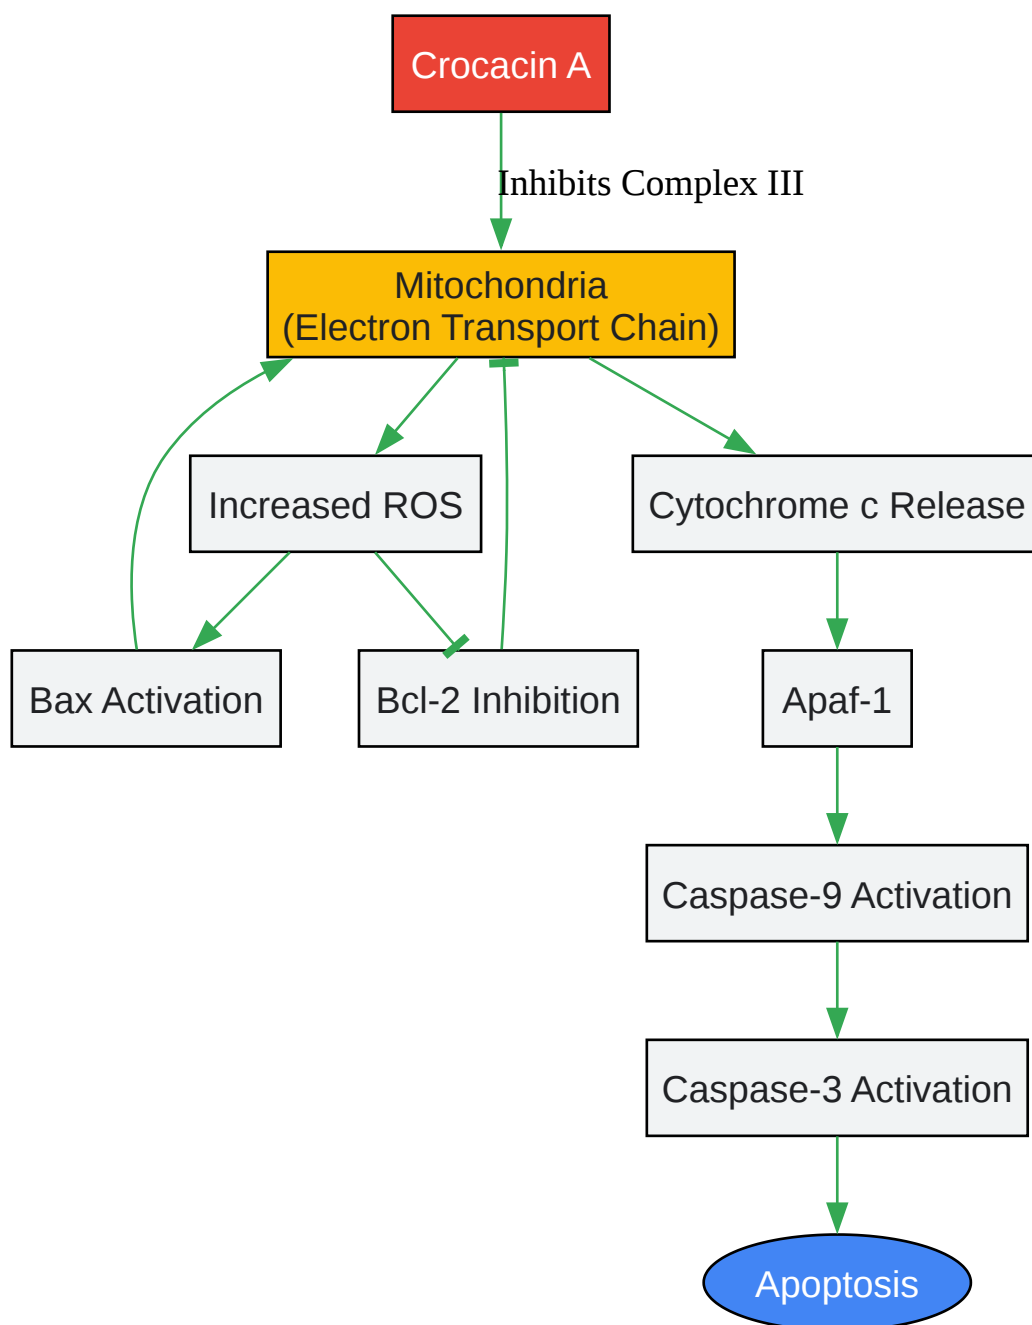 Crocacin A
Inhibits Complex III
Mitochondria
(Electron Transport Chain)
Increased ROS
Cytochrome c Release
Bax Activation
Bcl-2 Inhibition
Apaf-1
Caspase-9 Activation
Caspase-3 Activation
Apoptosis